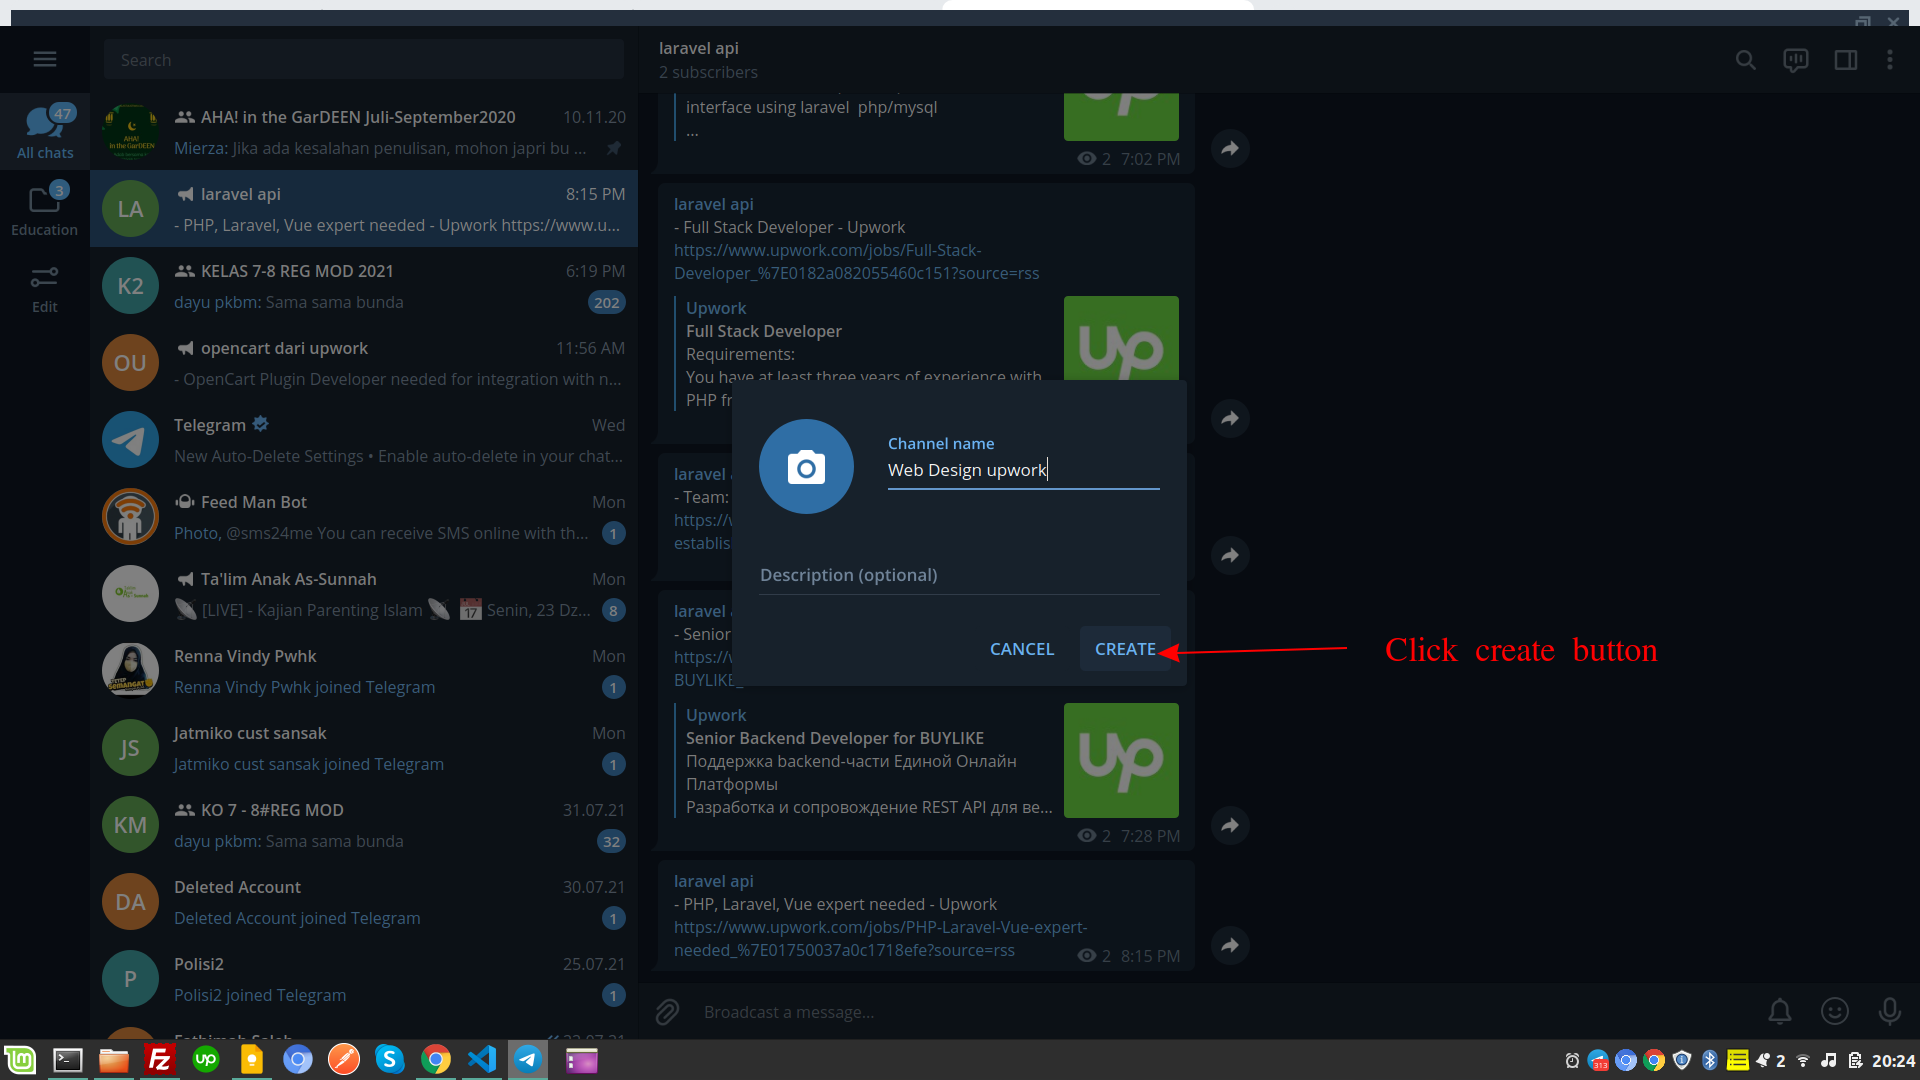 Search
47
All chats
3
Education
Edit
AHA! in the GarDEEN Juli-September2020
10.11.20
Mierza: Jika ada kesalahan penulisan, mohon japri bu ...
LA
laravel api
8:15 PM
- PHP, Laravel, Vue expert needed - Upwork https://www.u...
K2
KELAS 7-8 REG MOD 2021
6:19 PM
dayu pkbm: Sama sama bunda
202
OU
opencart dari upwork
11:56 AM
- OpenCart Plugin Developer needed for integration with n...
Telegram
Wed
New Auto-Delete Settings • Enable auto-delete in your chat...
Feed Man Bot
Mon
Photo, @sms24me You can receive SMS online with th...
1
Ta'lim Anak As-Sunnah
Mon
[LIVE] - Kajian Parenting Islam 📅 17 Senin, 23 Dz...
8
Renna Vindy Pwhk
Mon
Renna Vindy Pwhk joined Telegram
1
JS
Jatmiko cust sansak
Mon
Jatmiko cust sansak joined Telegram
1
KM
KO 7 - 8#REG MOD
31.07.21
dayu pkbm: Sama sama bunda
32
DA
Deleted Account
30.07.21
Deleted Account joined Telegram
1
P
Polisi2
25.07.21
Polisi2 joined Telegram
1
laravel api
2 subscribers
interface using laravel php/mysql
...
2 7:02 PM
laravel api
- Full Stack Developer - Upwork
https://www.upwork.com/jobs/Full-Stack-
Developer_%7E0182a082055460c151?source=rss
Upwork
Full Stack Developer
Requirements:
You have at least three years of experience with
PHP fr
up
Channel name
Web Design upwork
Description (optional)
CANCEL
CREATE
Click create button
laravel
- Team:
https://
establis
laravel
- Senior
https://
BUYLIKE_
Upwork
Senior Backend Developer for BUYLIKE
Поддержка backend-части Единой Онлайн
Платформы
Разработка и сопровождение REST API для ве...
up
2 7:28 PM
laravel api
- PHP, Laravel, Vue expert needed - Upwork
https://www.upwork.com/jobs/PHP-Laravel-Vue-expert-
needed_%7E01750037a0c1718efe?source=rss
2 8:15 PM
Broadcast a message...
Fz
up
313
2
20:24